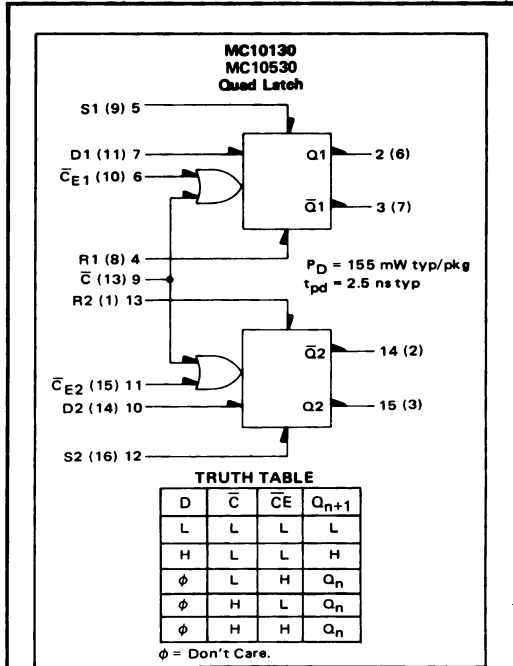 MC10130
MC10530
Quad Latch
S1 (9) 5
D1 (11) 7
C̅E1 (10) 6
Q1
2 (6)
Q̅1
3 (7)
R1 (8) 4
C̅ (13) 9
R2 (1) 13
PD = 155 mW typ/pkg
tpd = 2.5 ns typ
Q̅2
14 (2)
C̅E2 (15) 11
D2 (14) 10
Q2
15 (3)
S2 (16) 12
TRUTH TABLE
D C̅ C̅E Qn+1
L L L L
H L L H
ϕ L H Qn
ϕ H L Qn
ϕ H H Qn
ϕ = Don't Care.